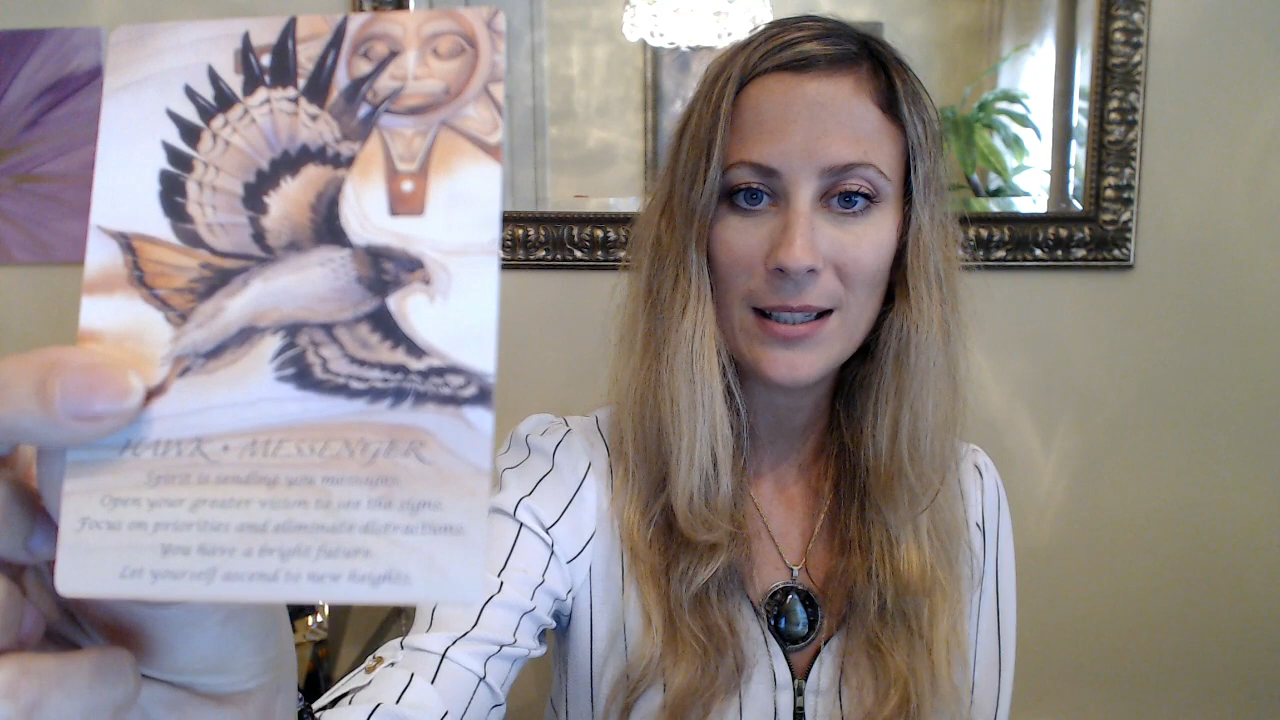 HAWK • MESSENGER
Spirit is sending you messages.
Open your greater vision to see the signs.
Focus on priorities and eliminate distractions.
You have a bright future.
Let yourself ascend to new heights.